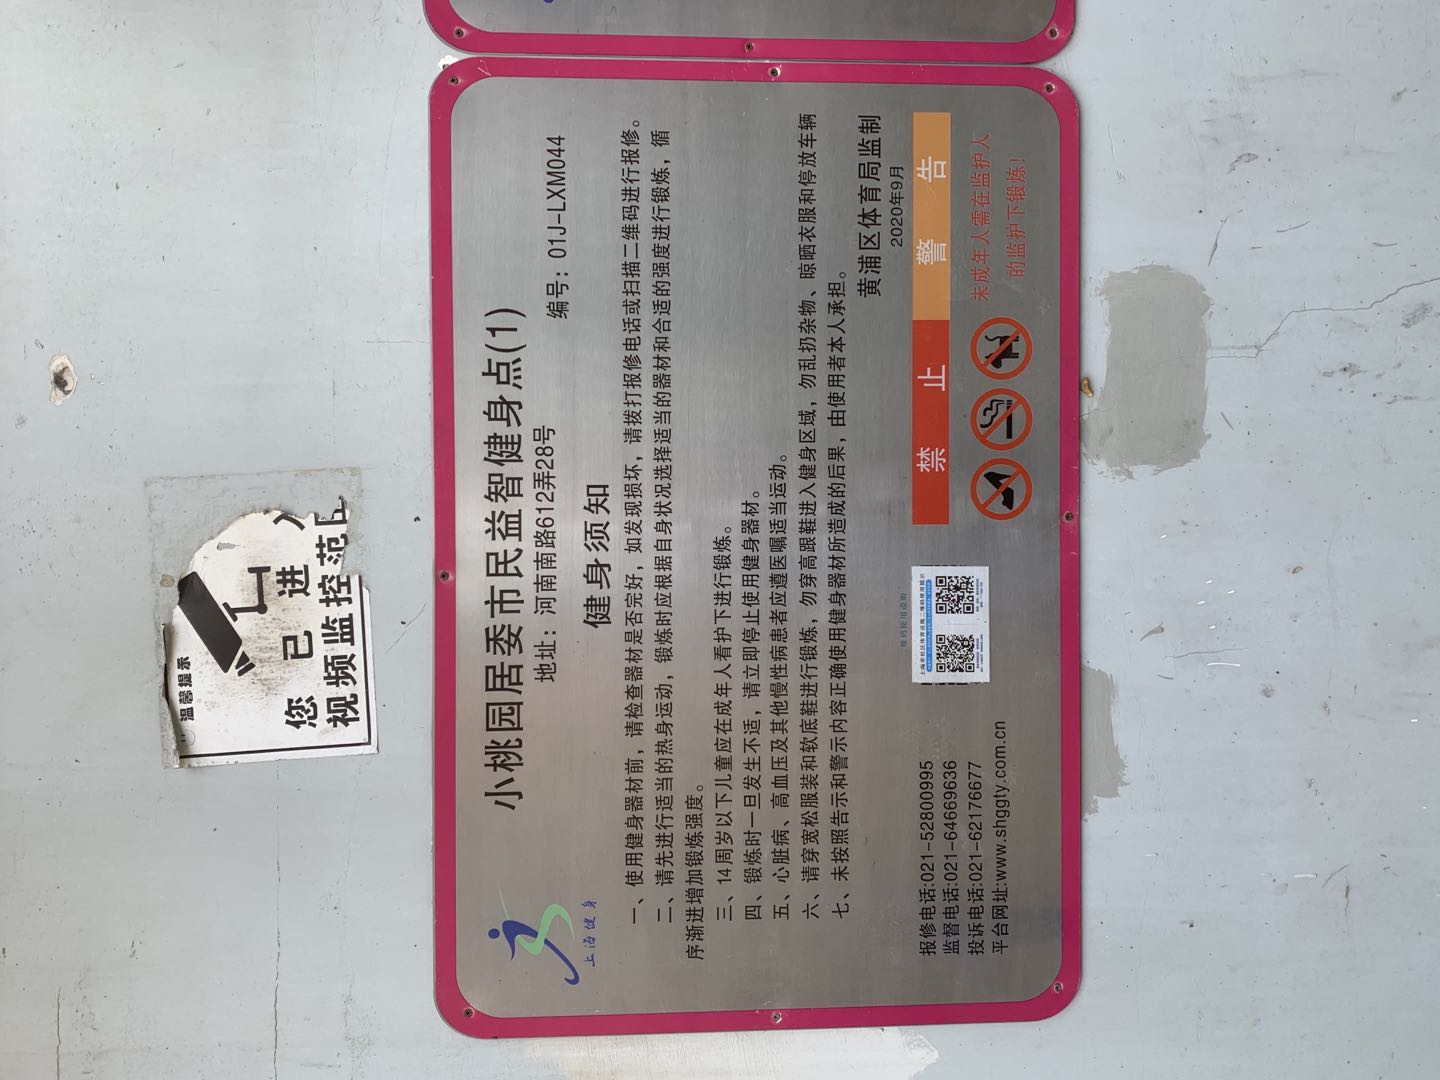 温馨提示
您已进
视频监控范
小桃园居委市民益智健身点(1)
地址：河南南路612弄28号
编号：01J-LXM044
上海健身
健身须知
一、使用健身器材前，请检查器材是否完好，如发现损坏，请拨打报修电话或扫描二维码进行报修。
二、请先进行适当的热身运动，锻炼时应根据自身状况选择适当的器材和合适的强度进行锻炼，循
序渐进增加锻炼强度。
三、14周岁以下儿童应在成年人看护下进行锻炼。
四、锻炼时一旦发生不适，请立即停止使用健身器材。
五、心脏病、高血压及其他慢性病患者应遵医嘱适当运动。
六、请穿宽松服装和软底鞋进行锻炼，勿穿高跟鞋进入健身区域，勿乱扔杂物、晾晒衣服和停放车辆
七、未按照告示和警示内容正确使用健身器材所造成的后果，由使用者本人承担。
黄浦区体育局监制
2020年9月
报修电话:021-52800995
监督电话:021-64669636
投诉电话:021-62176677
平台网址:www.shggty.com.cn
禁止
警告
未成年人需在监护人
的监护下锻炼!